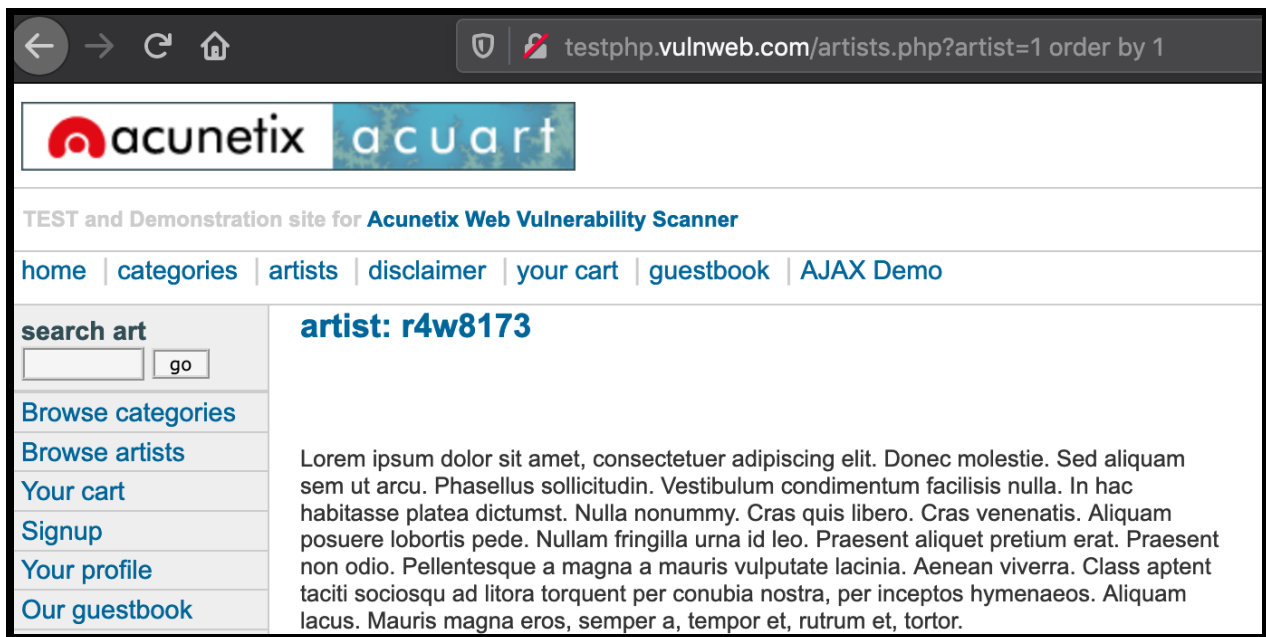 testphp.vulnweb.com/artists.php?artist=1 order by 1
acunetix acuart
TEST and Demonstration site for Acunetix Web Vulnerability Scanner
home | categories | artists | disclaimer | your cart | guestbook | AJAX Demo
search art
go
Browse categories
Browse artists
Your cart
Signup
Your profile
Our guestbook
artist: r4w8173
Lorem ipsum dolor sit amet, consectetuer adipiscing elit. Donec molestie. Sed aliquam
sem ut arcu. Phasellus sollicitudin. Vestibulum condimentum facilisis nulla. In hac
habitasse platea dictumst. Nulla nonummy. Cras quis libero. Cras venenatis. Aliquam
posuere lobortis pede. Nullam fringilla urna id leo. Praesent aliquet pretium erat. Praesent
non odio. Pellentesque a magna a mauris vulputate lacinia. Aenean viverra. Class aptent
taciti sociosqu ad litora torquent per conubia nostra, per inceptos hymenaeos. Aliquam
lacus. Mauris magna eros, semper a, tempor et, rutrum et, tortor.